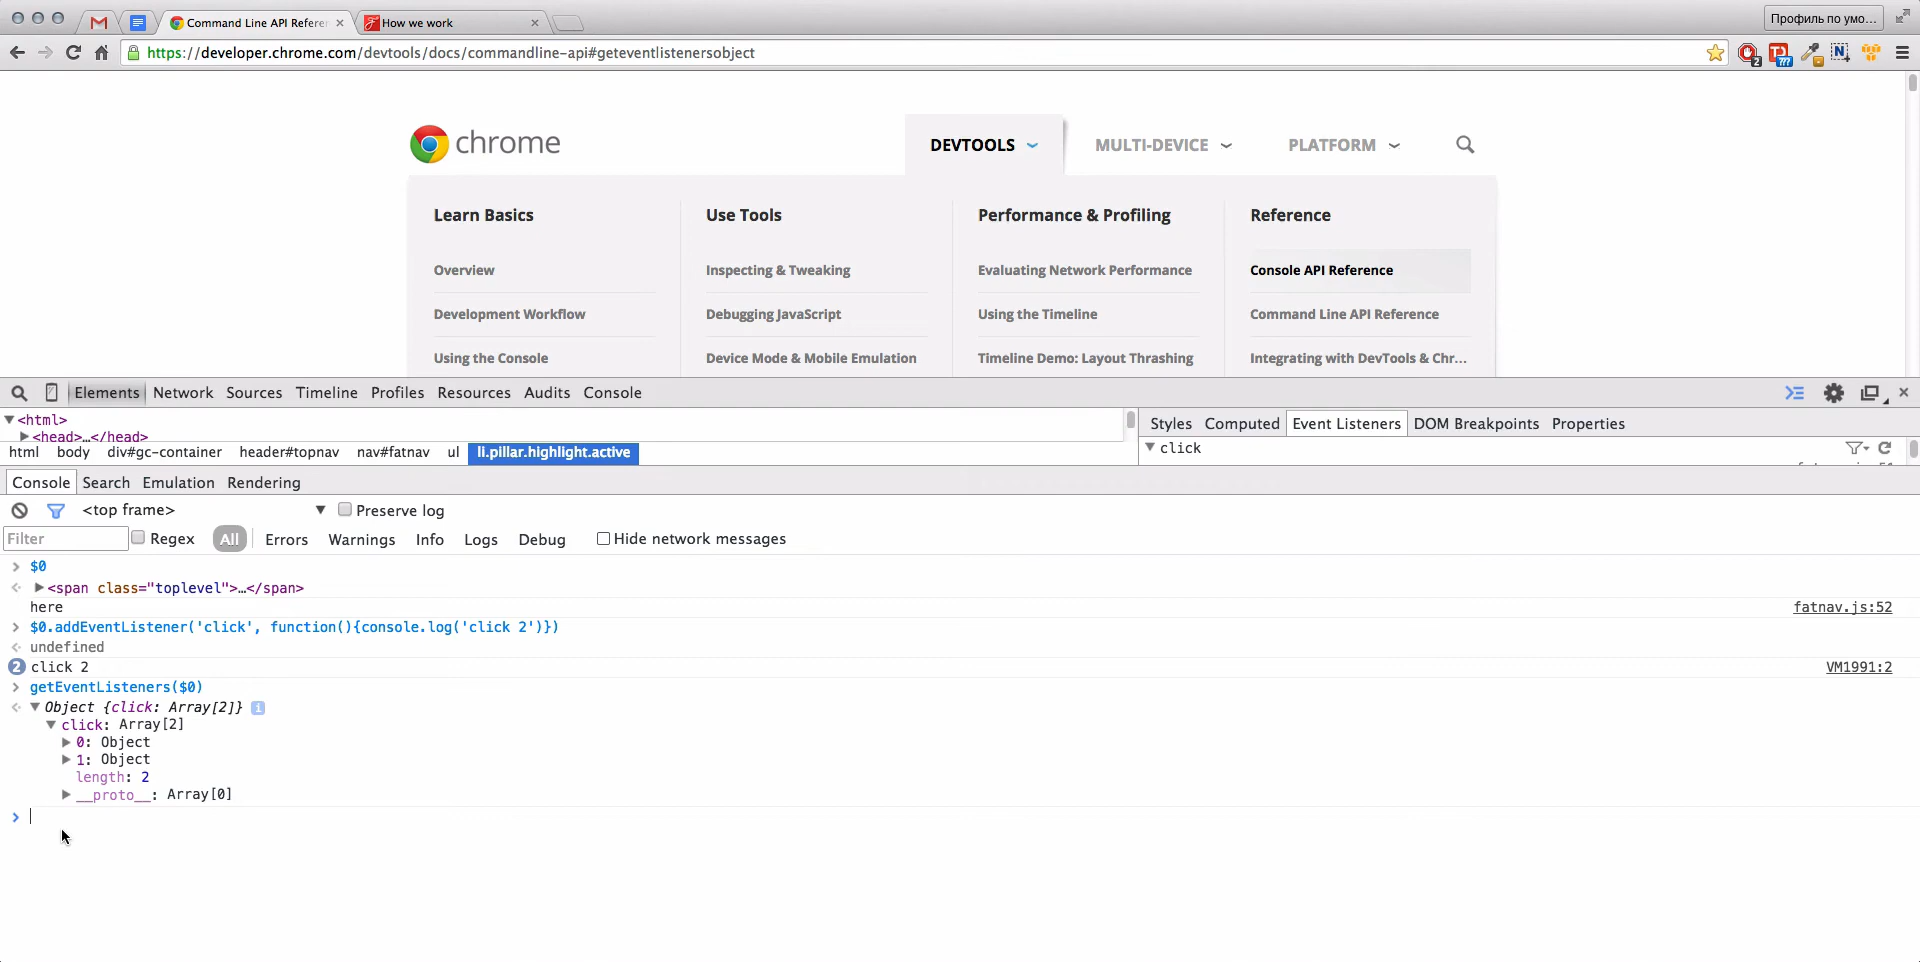 Command Line API Referer
How we work
Профиль по умо...
https://developer.chrome.com/devtools/docs/commandline-api#geteventlistenersobject
2
???
N
chrome
DEVTOOLS
MULTI-DEVICE
PLATFORM
Learn Basics
Use Tools
Performance & Profiling
Reference
Overview
Inspecting & Tweaking
Evaluating Network Performance
Console API Reference
Development Workflow
Debugging JavaScript
Using the Timeline
Command Line API Reference
Using the Console
Device Mode & Mobile Emulation
Timeline Demo: Layout Thrashing
Integrating with DevTools & Chr...
Elements Network Sources Timeline Profiles Resources Audits Console
<html>
<head>…</head>
html body div#gc-container header#topnav nav#fatnav ul li.pillar.highlight.active
Styles Computed Event Listeners DOM Breakpoints Properties
click
Console Search Emulation Rendering
<top frame> Preserve log
Filter Regex All Errors Warnings Info Logs Debug Hide network messages
> $0
<span class="toplevel">…</span>
here fatnav.js:52
> $0.addEventListener('click', function(){console.log('click 2')})
undefined
2 click 2 VM1991:2
> getEventListeners($0)
Object {click: Array[2]} i
click: Array[2]
0: Object
1: Object
length: 2
__proto__: Array[0]
>